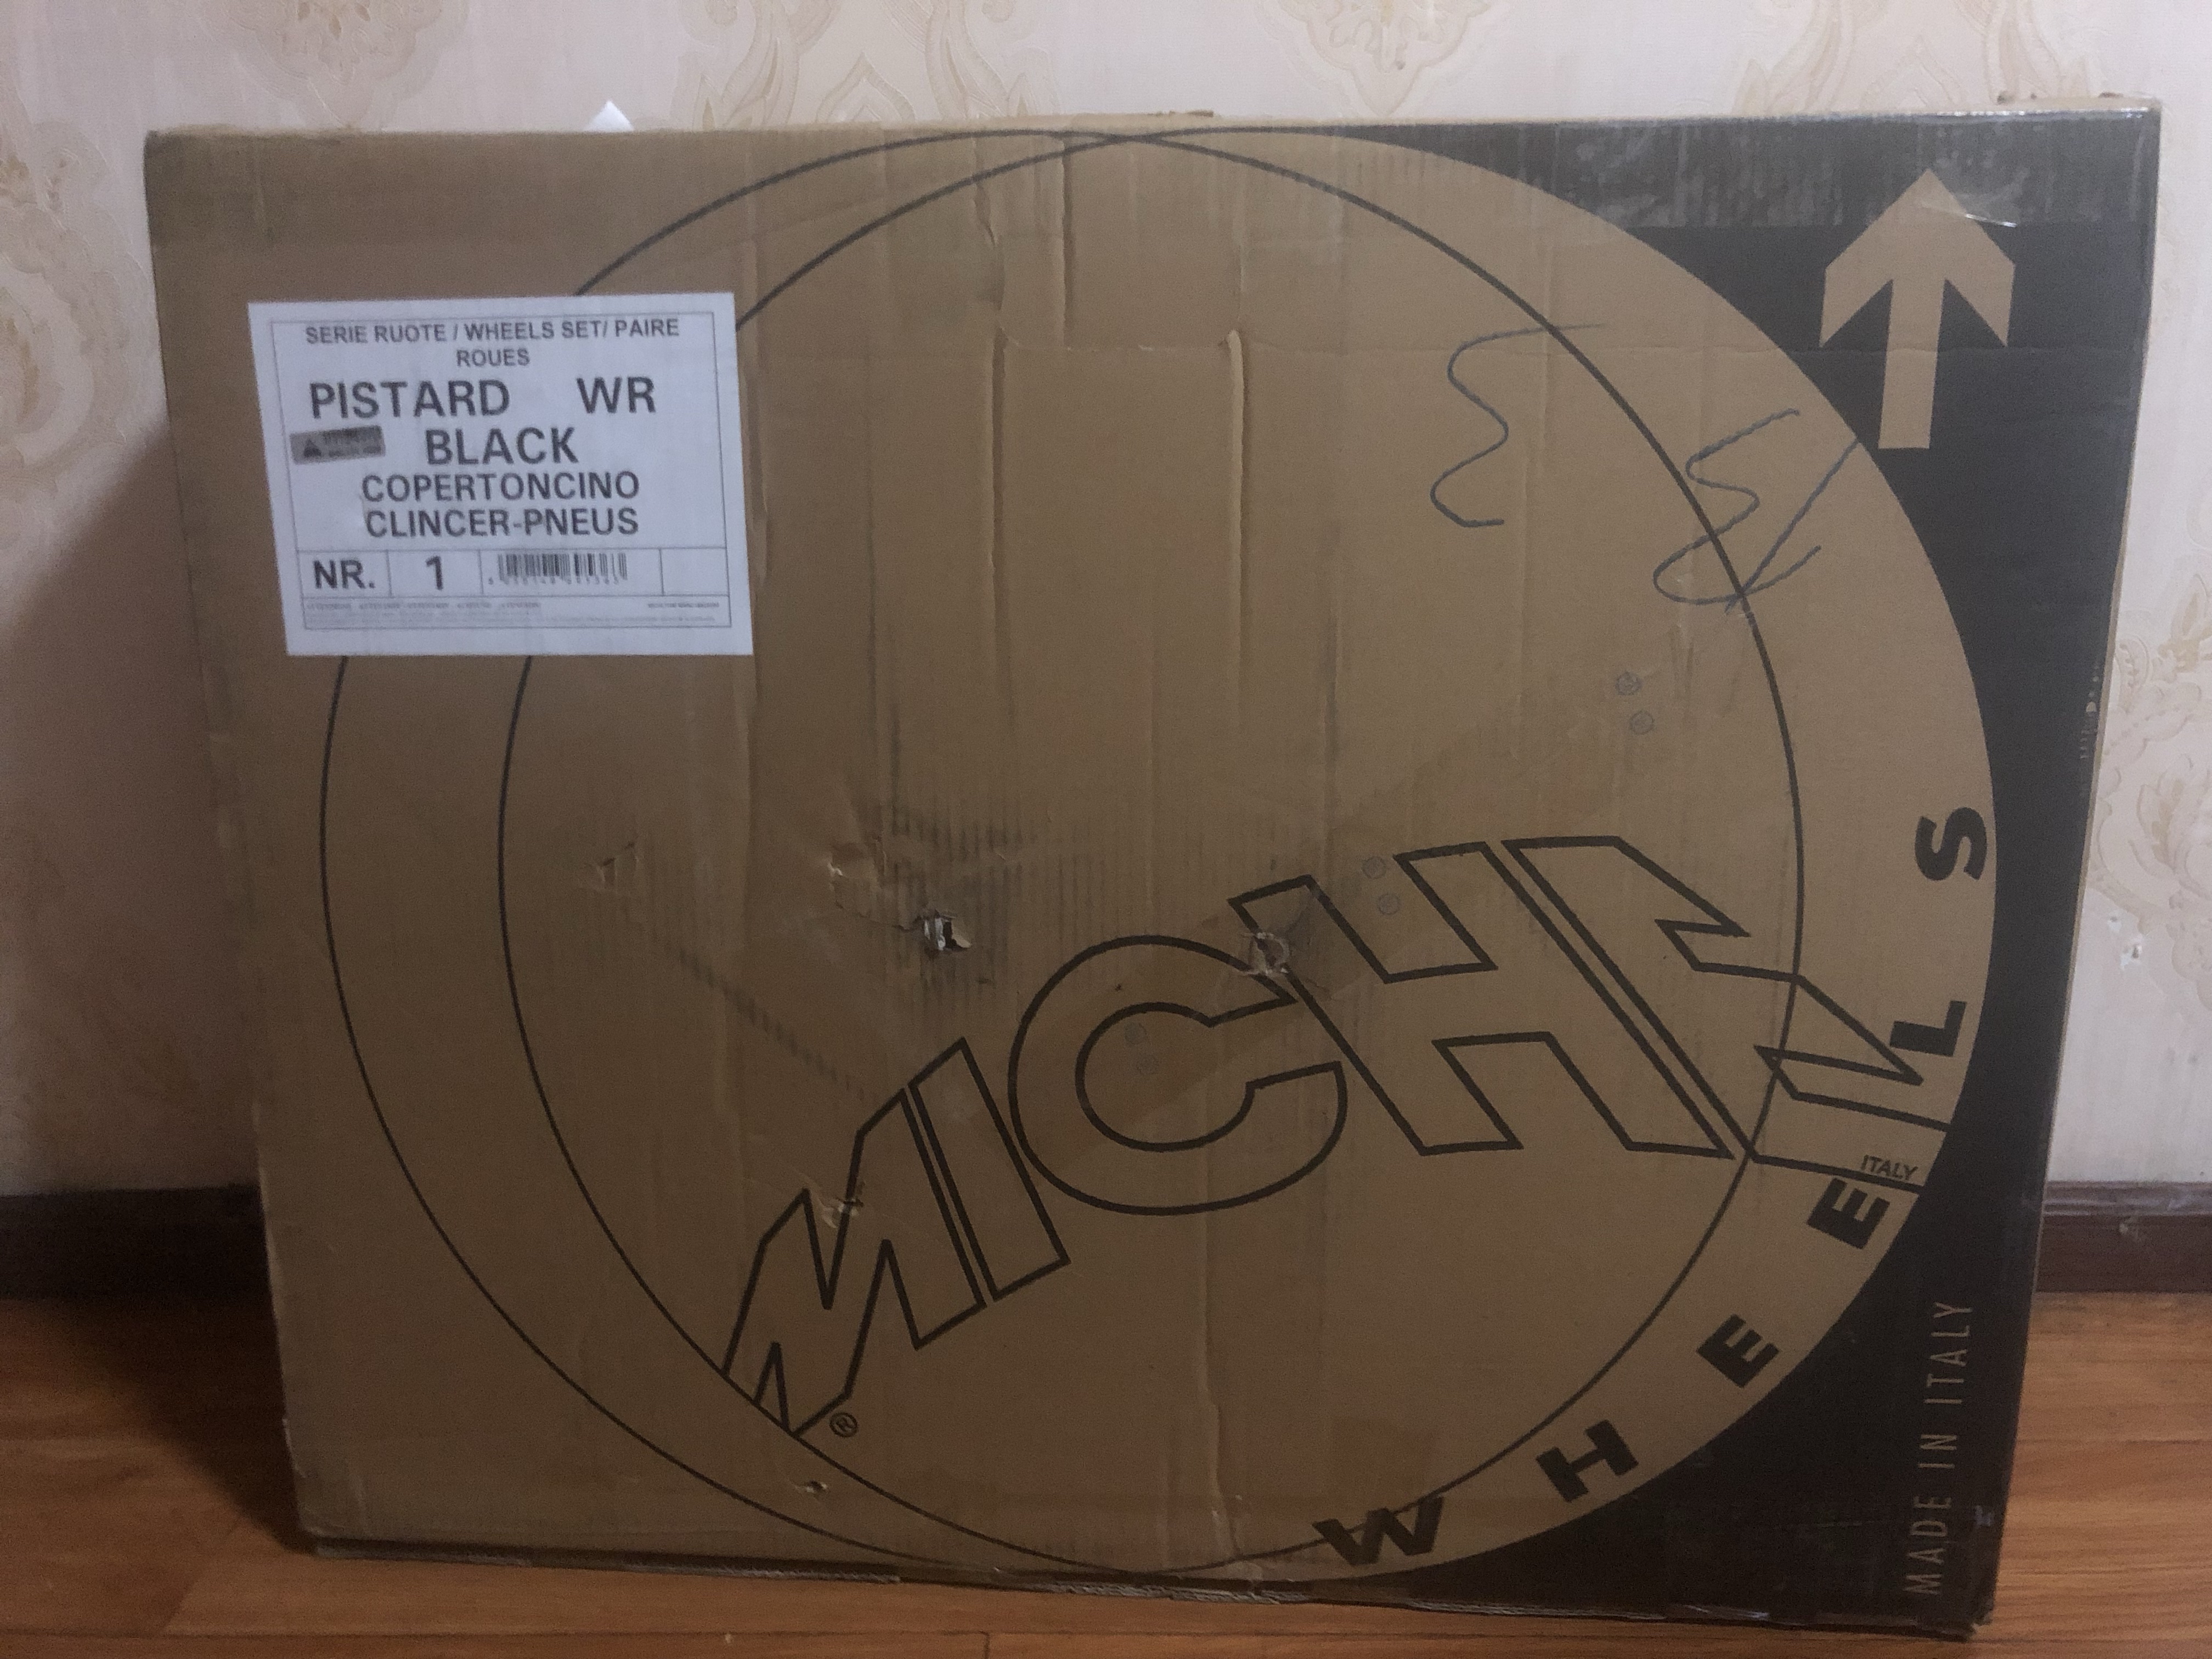 SERIE RUOTE / WHEELS SET/ PAIRE
ROUES
PISTARD WR
BLACK
COPERTONCINO
CLINCER-PNEUS
NR. 1
MICHE
®
ITALY
WHEELS
MADE IN ITALY